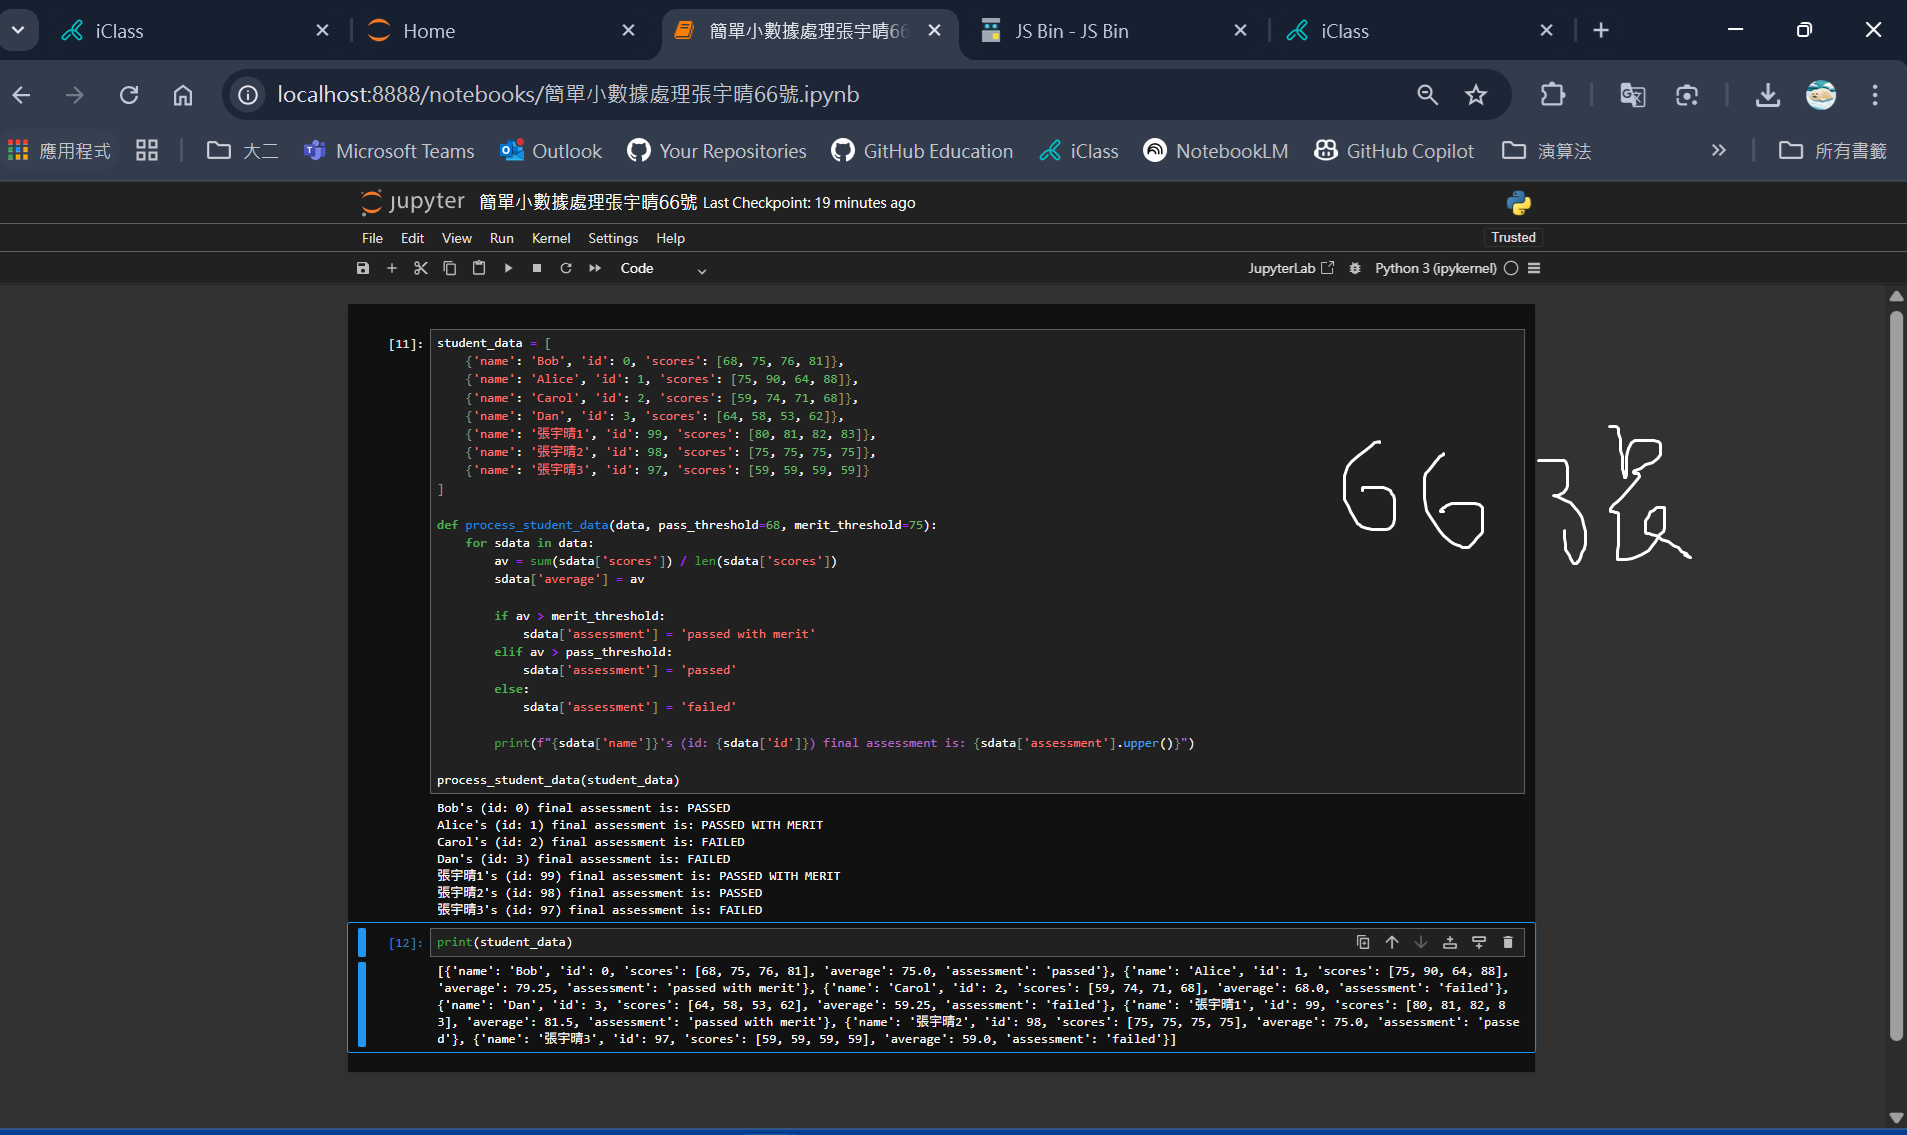 iClass
Home
簡單小數據處理張宇晴66
JS Bin - JS Bin
iClass
localhost:8888/notebooks/簡單小數據處理張宇晴66號.ipynb
應用程式
大二
Microsoft Teams
Outlook
Your Repositories
GitHub Education
iClass
NotebookLM
GitHub Copilot
演算法
所有書籤
jupyter 簡單小數據處理張宇晴66號 Last Checkpoint: 19 minutes ago
File Edit View Run Kernel Settings Help
Trusted
Code
JupyterLab
Python 3 (ipykernel)
[11]:
student_data = [
    {'name': 'Bob', 'id': 0, 'scores': [68, 75, 76, 81]},
    {'name': 'Alice', 'id': 1, 'scores': [75, 90, 64, 88]},
    {'name': 'Carol', 'id': 2, 'scores': [59, 74, 71, 68]},
    {'name': 'Dan', 'id': 3, 'scores': [64, 58, 53, 62]},
    {'name': '張宇晴1', 'id': 99, 'scores': [80, 81, 82, 83]},
    {'name': '張宇晴2', 'id': 98, 'scores': [75, 75, 75, 75]},
    {'name': '張宇晴3', 'id': 97, 'scores': [59, 59, 59, 59]}
]
def process_student_data(data, pass_threshold=68, merit_threshold=75):
    for sdata in data:
        av = sum(sdata['scores']) / len(sdata['scores'])
        sdata['average'] = av
        if av > merit_threshold:
            sdata['assessment'] = 'passed with merit'
        elif av > pass_threshold:
            sdata['assessment'] = 'passed'
        else:
            sdata['assessment'] = 'failed'
        print(f"{sdata['name']}'s (id: {sdata['id']}) final assessment is: {sdata['assessment'].upper()}")
process_student_data(student_data)
66 張
Bob's (id: 0) final assessment is: PASSED
Alice's (id: 1) final assessment is: PASSED WITH MERIT
Carol's (id: 2) final assessment is: FAILED
Dan's (id: 3) final assessment is: FAILED
張宇晴1's (id: 99) final assessment is: PASSED WITH MERIT
張宇晴2's (id: 98) final assessment is: PASSED
張宇晴3's (id: 97) final assessment is: FAILED
[12]:
print(student_data)
[{'name': 'Bob', 'id': 0, 'scores': [68, 75, 76, 81], 'average': 75.0, 'assessment': 'passed'}, {'name': 'Alice', 'id': 1, 'scores': [75, 90, 64, 88],
'average': 79.25, 'assessment': 'passed with merit'}, {'name': 'Carol', 'id': 2, 'scores': [59, 74, 71, 68], 'average': 68.0, 'assessment': 'failed'},
{'name': 'Dan', 'id': 3, 'scores': [64, 58, 53, 62], 'average': 59.25, 'assessment': 'failed'}, {'name': '張宇晴1', 'id': 99, 'scores': [80, 81, 82, 8
3], 'average': 81.5, 'assessment': 'passed with merit'}, {'name': '張宇晴2', 'id': 98, 'scores': [75, 75, 75, 75], 'average': 75.0, 'assessment': 'passe
d'}, {'name': '張宇晴3', 'id': 97, 'scores': [59, 59, 59, 59], 'average': 59.0, 'assessment': 'failed'}]